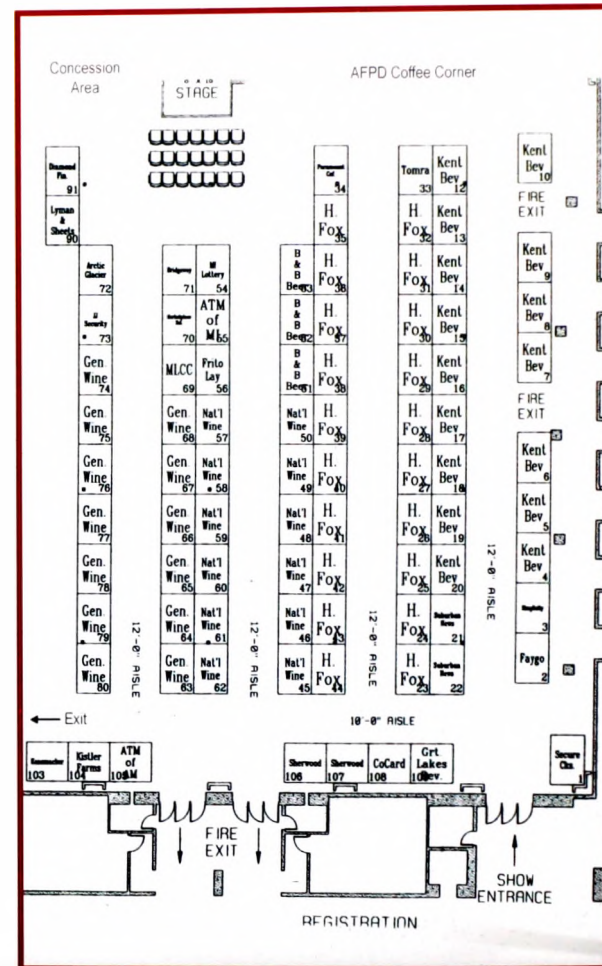 Concession
Area
AFPD Coffee Corner
STAGE
Diamond
Fin.
91
Lyman
&
Sheets
90
Arctic
Glacier
72
JJ
Security
73
Gen.
Wine
74
Gen.
Wine
75
Gen.
Wine
76
Gen.
Wine
77
Gen.
Wine
78
Gen.
Wine
79
Gen.
Wine
80
Bridgeway
71
70
MLCC
69
Gen
Wine
68
Gen
Wine
67
Gen
Wine
66
Gen
Wine
65
Gen
Wine
64
Gen
Wine
63
MI
Lottery
54
ATM
of
MI
55
Frito
Lay
56
Nat'l
Wine
57
Nat'l
Wine
58
Nat'l
Wine
59
Nat'l
Wine
60
Nat'l
Wine
61
Nat'l
Wine
62
B
&
B
Beer
53
B
&
B
Beer
52
B
&
B
Beer
51
Nat'l
Wine
50
Nat'l
Wine
49
Nat'l
Wine
48
Nat'l
Wine
47
Nat'l
Wine
46
Nat'l
Wine
45
Paramount
34
H.
Fox
35
H.
Fox
36
H.
Fox
37
H.
Fox
38
H.
Fox
39
H.
Fox
40
H.
Fox
41
H.
Fox
42
H.
Fox
43
H.
Fox
44
Tomra
33
H.
Fox
32
H.
Fox
31
H.
Fox
30
H.
Fox
29
H.
Fox
28
H.
Fox
27
H.
Fox
26
H.
Fox
25
H.
Fox
24
H.
Fox
23
Kent
Bev
12
Kent
Bev
13
Kent
Bev
14
Kent
Bev
15
Kent
Bev
16
Kent
Bev
17
Kent
Bev
18
Kent
Bev
19
Kent
Bev
20
Suburban
News
21
Suburban
News
22
Kent
Bev
10
FIRE
EXIT
Kent
Bev
9
Kent
Bev
8
Kent
Bev
7
FIRE
EXIT
Kent
Bev
6
Kent
Bev
5
Kent
Bev
4
3
Faygo
2
12'-0" AISLE
12'-0" AISLE
12'-0" AISLE
12'-0" AISLE
Exit
10'-0" AISLE
103
Kistler
Farms
104
ATM
of
AM
105
Sherwood
106
Sherwood
107
CoCard
108
Grt.
Lakes
Bev.
109
Secure
Cks.
1
FIRE
EXIT
SHOW
ENTRANCE
REGISTRATION